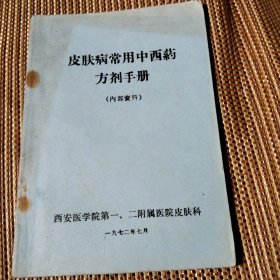 皮肤病常用中西药
方剂手册
(内部资料)
西安医学院第一、二附属医院皮肤科
一九七二年七月